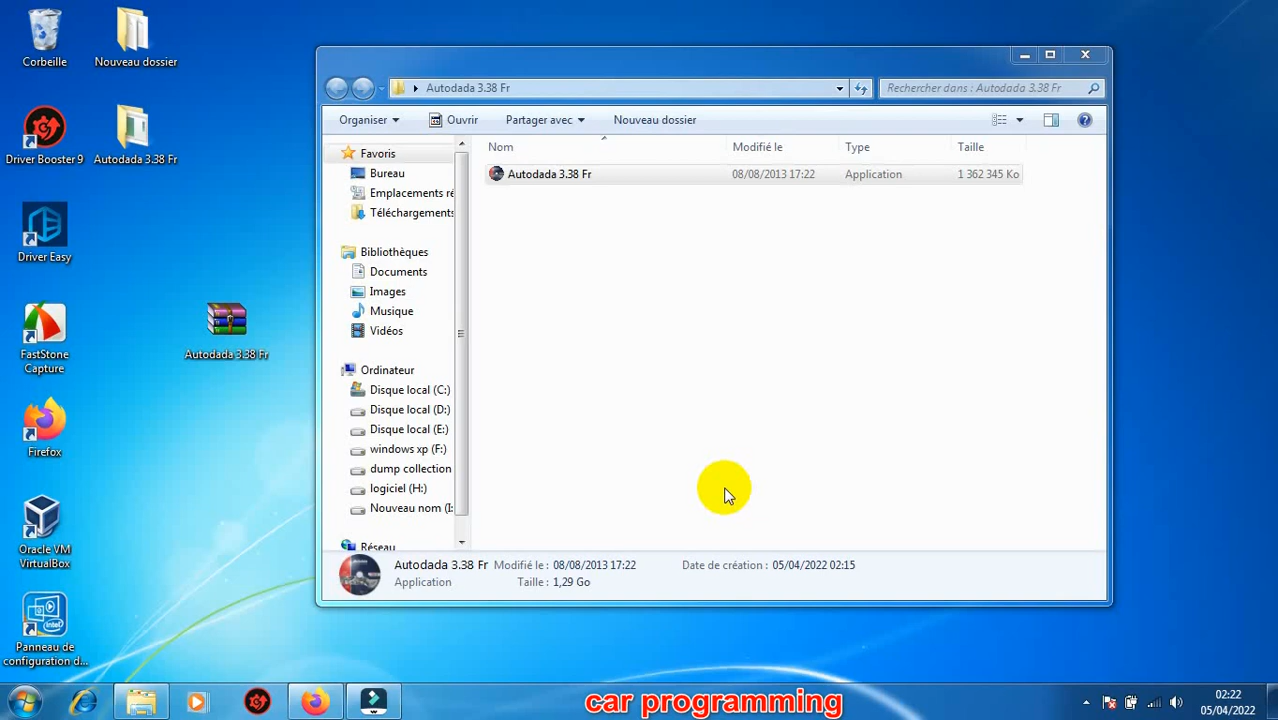 Corbeille
Nouveau dossier
Driver Booster 9
Autodada 3.38 Fr
Driver Easy
FastStone
Capture
Autodada 3.38 Fr
Firefox
Oracle VM
VirtualBox
Panneau de
configuration d...
Autodada 3.38 Fr
Rechercher dans : Autodada 3.38 Fr
Organiser
Ouvrir
Partager avec
Nouveau dossier
Nom
Modifié le
Type
Taille
Autodada 3.38 Fr
08/08/2013 17:22
Application
1 362 345 Ko
Favoris
Bureau
Emplacements ré
Téléchargements
Bibliothèques
Documents
Images
Musique
Vidéos
Ordinateur
Disque local (C:)
Disque local (D:)
Disque local (E:)
windows xp (F:)
dump collection
logiciel (H:)
Nouveau nom (I:
Réseau
Autodada 3.38 Fr
Modifié le : 08/08/2013 17:22
Date de création : 05/04/2022 02:15
Application
Taille : 1,29 Go
car programming
02:22
05/04/2022